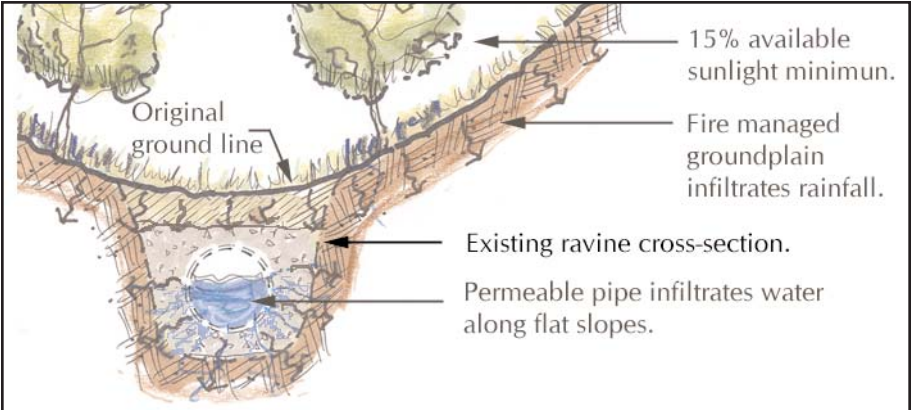 15% available
sunlight minimun.
Original
ground line
Fire managed
groundplain
infiltrates rainfall.
Existing ravine cross-section.
Permeable pipe infiltrates water
along flat slopes.